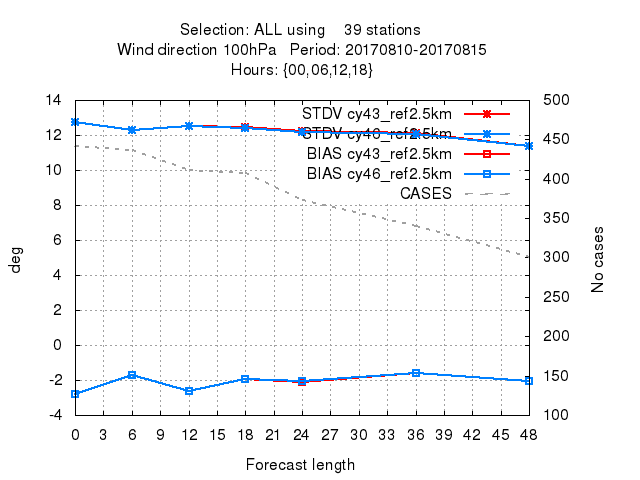 Selection: ALL using    39 stations
Wind direction 100hPa   Period: 20170810-20170815
Hours: {00,06,12,18}
14 500
STDV cy43_ref2.5km
12 STDV cy46_ref2.5km 450
BIAS cy43_ref2.5km
10 BIAS cy46_ref2.5km 400
CASES
8 350
6 300
deg No cases
4 250
2 200
0 150
-2
-4 100
0 3 6 9 12 15 18 21 24 27 30 33 36 39 42 45 48
Forecast length